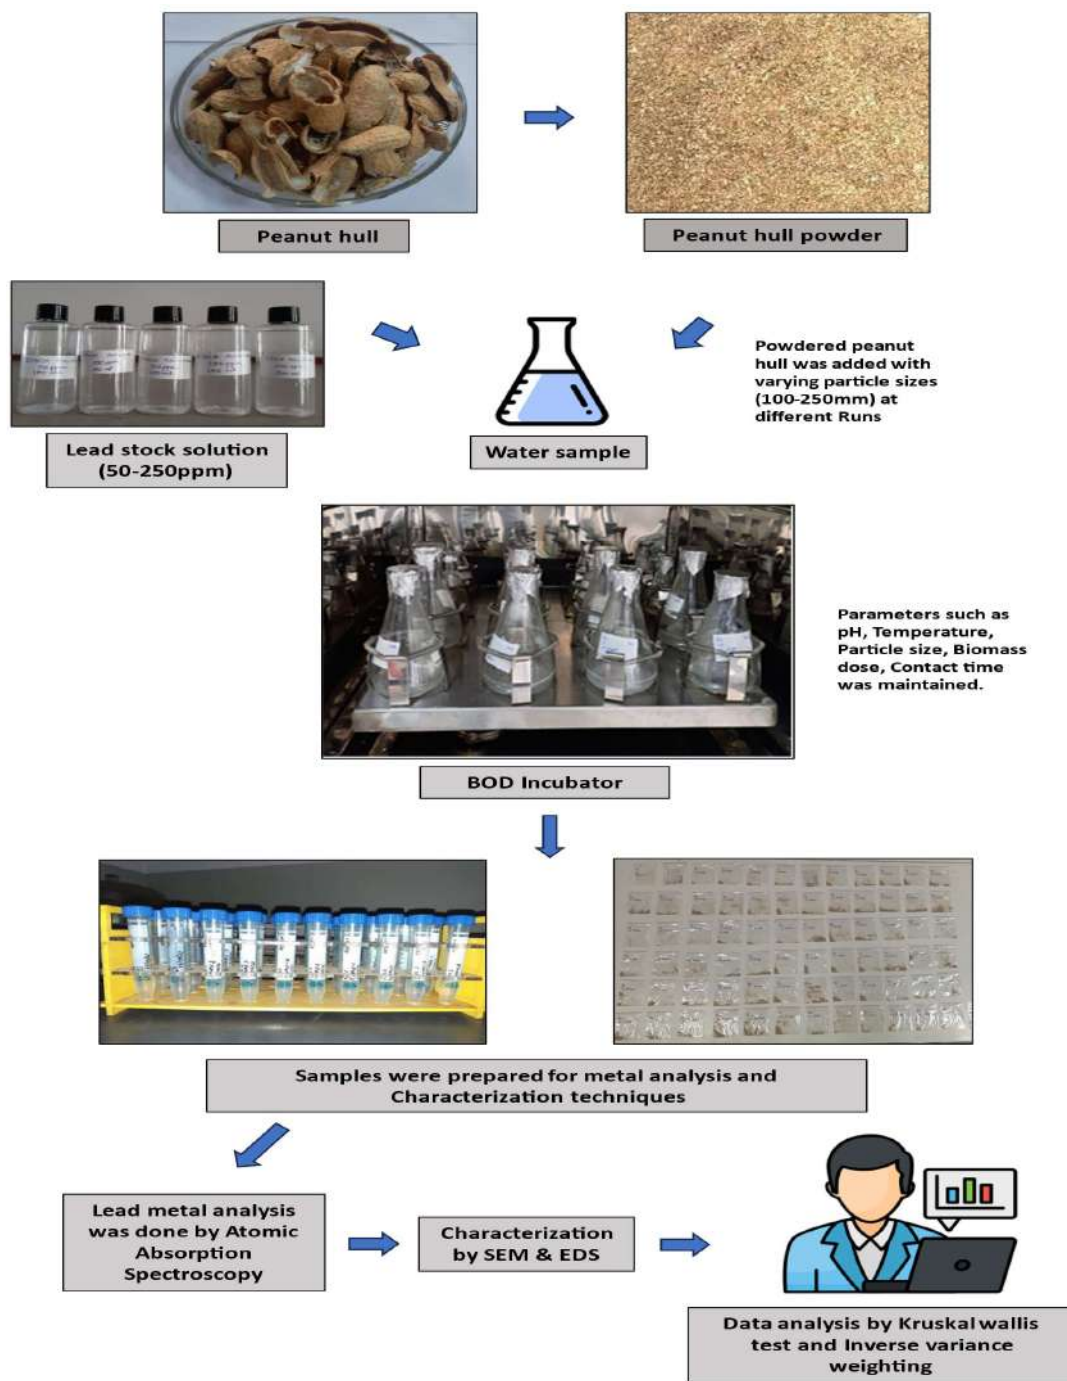 Peanut hull
Peanut hull powder
Lead stock solution
(50-250ppm)
Water sample
Powdered peanut
hull was added with
varying particle sizes
(100-250mm) at
different Runs
Parameters such as
pH, Temperature,
Particle size, Biomass
dose, Contact time
was maintained.
BOD Incubator
Samples were prepared for metal analysis and
Characterization techniques
Lead metal analysis
was done by Atomic
Absorption
Spectroscopy
Characterization
by SEM & EDS
Data analysis by Kruskal wallis
test and Inverse variance
weighting